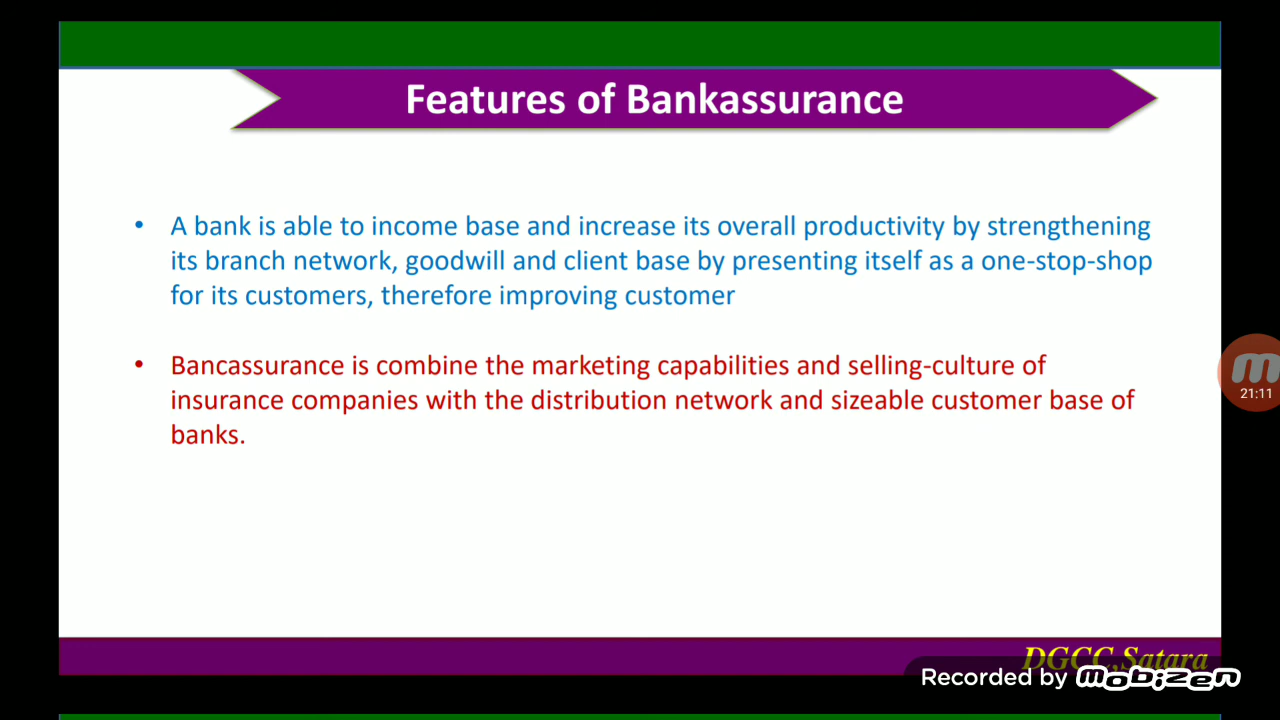 Features of Bankassurance
• A bank is able to income base and increase its overall productivity by strengthening
its branch network, goodwill and client base by presenting itself as a one-stop-shop
for its customers, therefore improving customer
• Bancassurance is combine the marketing capabilities and selling-culture of
insurance companies with the distribution network and sizeable customer base of
banks.
21:11
DGCC,Satara
Recorded by mobizen